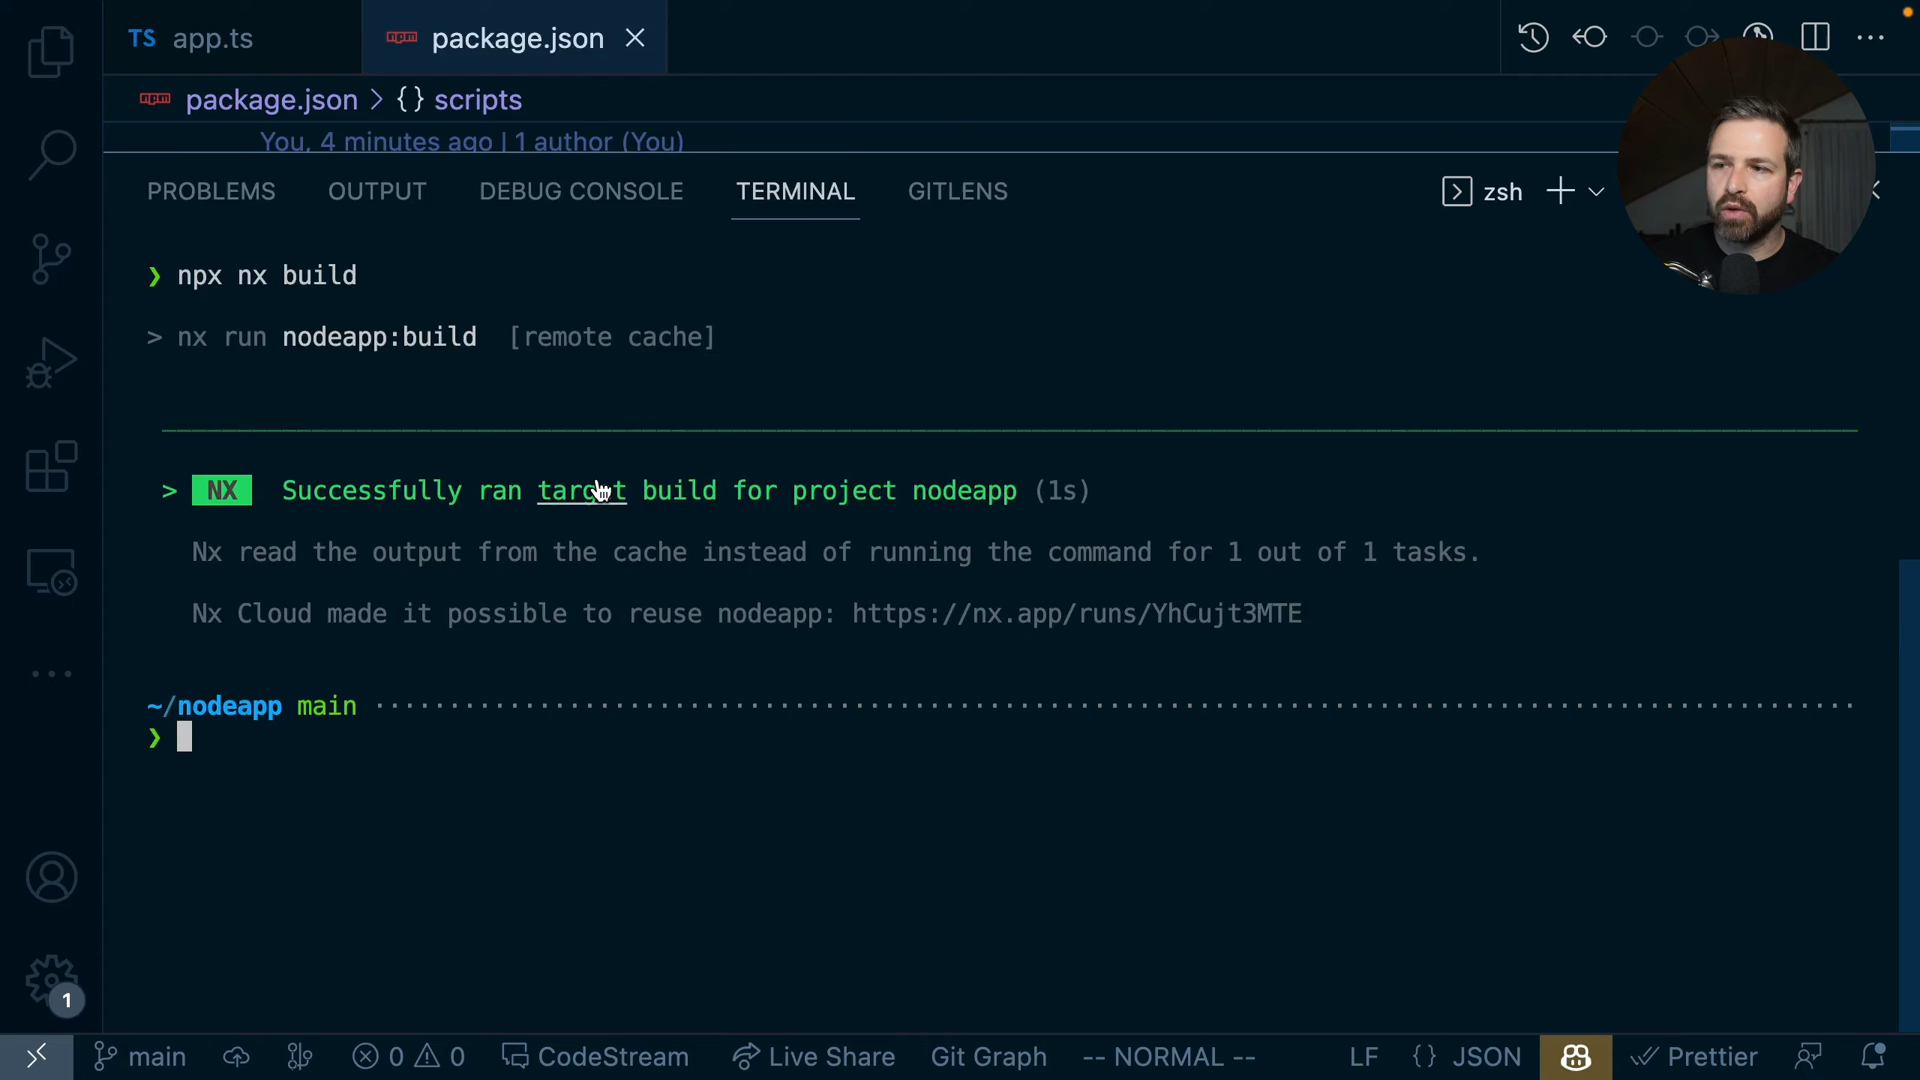 TS app.ts
package.json
package.json > {} scripts
You, 4 minutes ago | 1 author (You)
PROBLEMS OUTPUT DEBUG CONSOLE TERMINAL GITLENS zsh
❯ npx nx build
> nx run nodeapp:build [remote cache]
> NX Successfully ran target build for project nodeapp (1s)
Nx read the output from the cache instead of running the command for 1 out of 1 tasks.
Nx Cloud made it possible to reuse nodeapp: https://nx.app/runs/YhCujt3MTE
~/nodeapp main
❯
1
main 0 0 CodeStream Live Share Git Graph -- NORMAL -- LF {} JSON Prettier